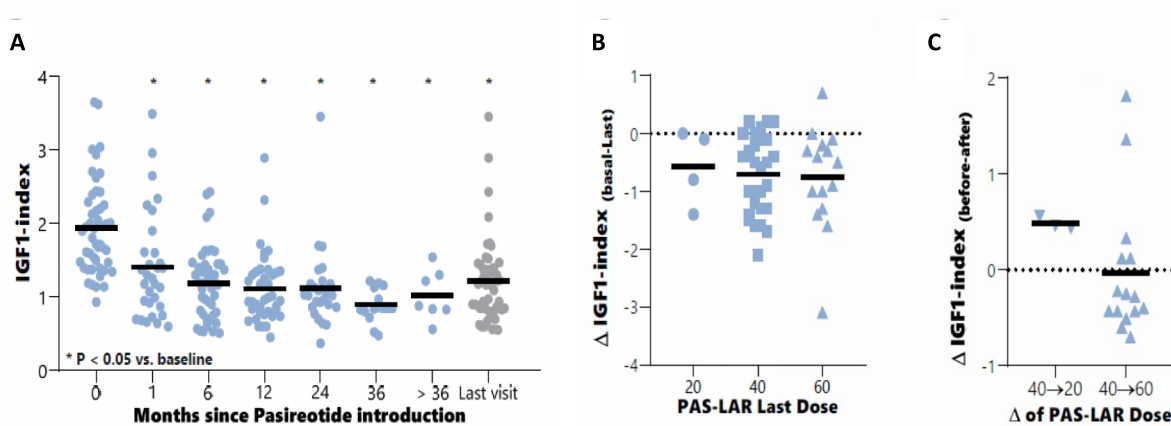 A
B
C
IGF1-index
4
3
2
1
0
* * * * * * *
* P < 0.05 vs. baseline
0 1 6 12 24 36 > 36 Last visit
Months since Pasireotide introduction
Δ IGF1-index (basal-Last)
1
0
-1
-2
-3
-4
20 40 60
PAS-LAR Last Dose
Δ IGF1-index (before-after)
2
1
0
-1
40→20 40→60
Δ of PAS-LAR Dose